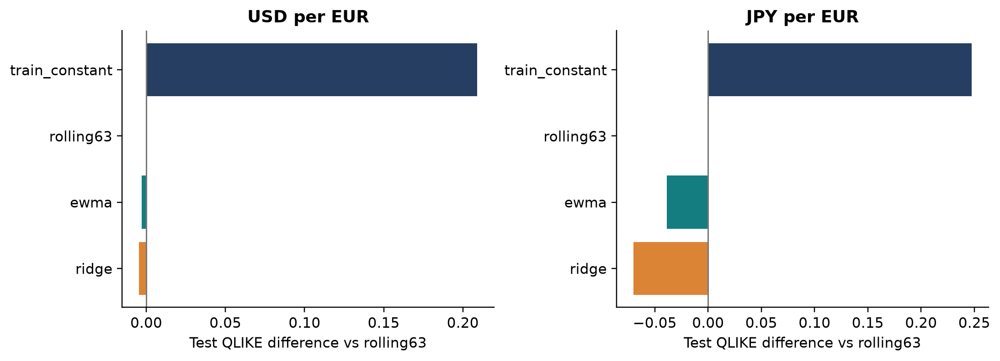 USD per EUR
train_constant
rolling63
ewma
ridge
0.00 0.05 0.10 0.15 0.20
Test QLIKE difference vs rolling63
JPY per EUR
train_constant
rolling63
ewma
ridge
−0.05 0.00 0.05 0.10 0.15 0.20 0.25
Test QLIKE difference vs rolling63